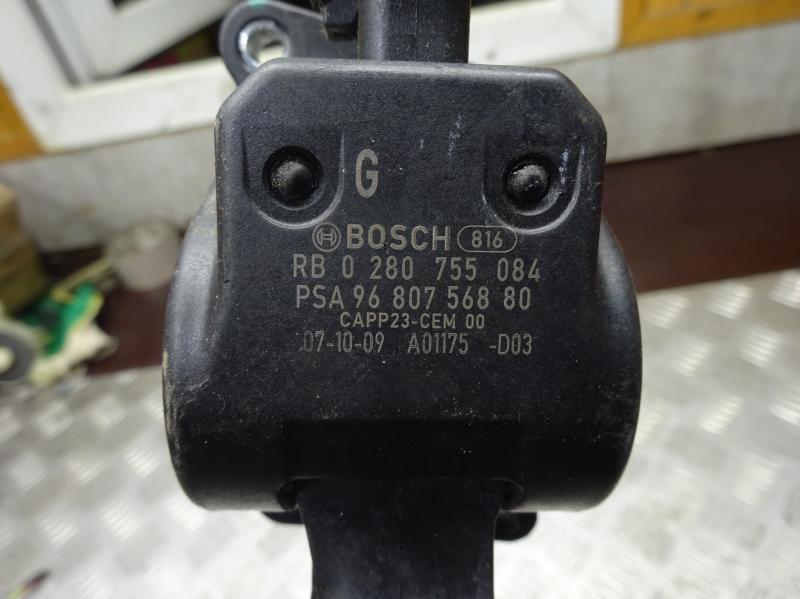 G
BOSCH 816
RB 0 280 755 084
PSA 96 807 568 80
CAPP23-CEM 00
07-10-09 A01175 -D03